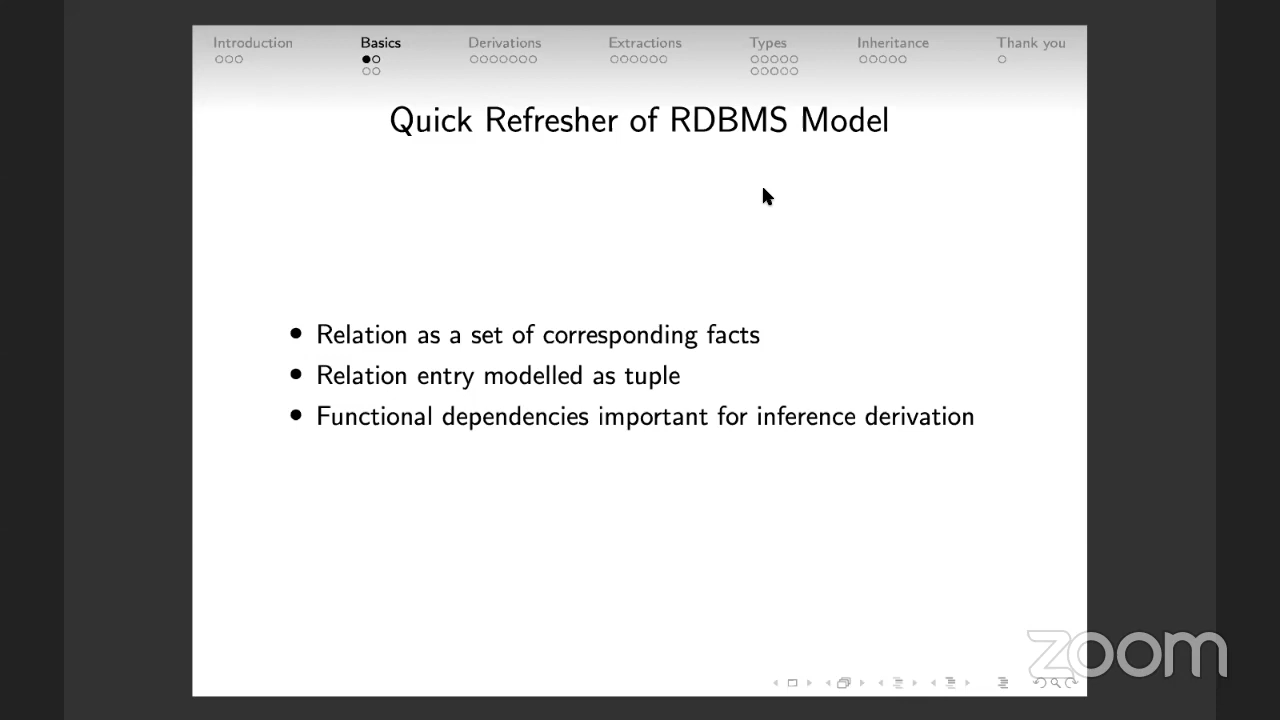 Introduction Basics Derivations Extractions Types Inheritance Thank you
Quick Refresher of RDBMS Model
Relation as a set of corresponding facts
Relation entry modelled as tuple
Functional dependencies important for inference derivation
zoom